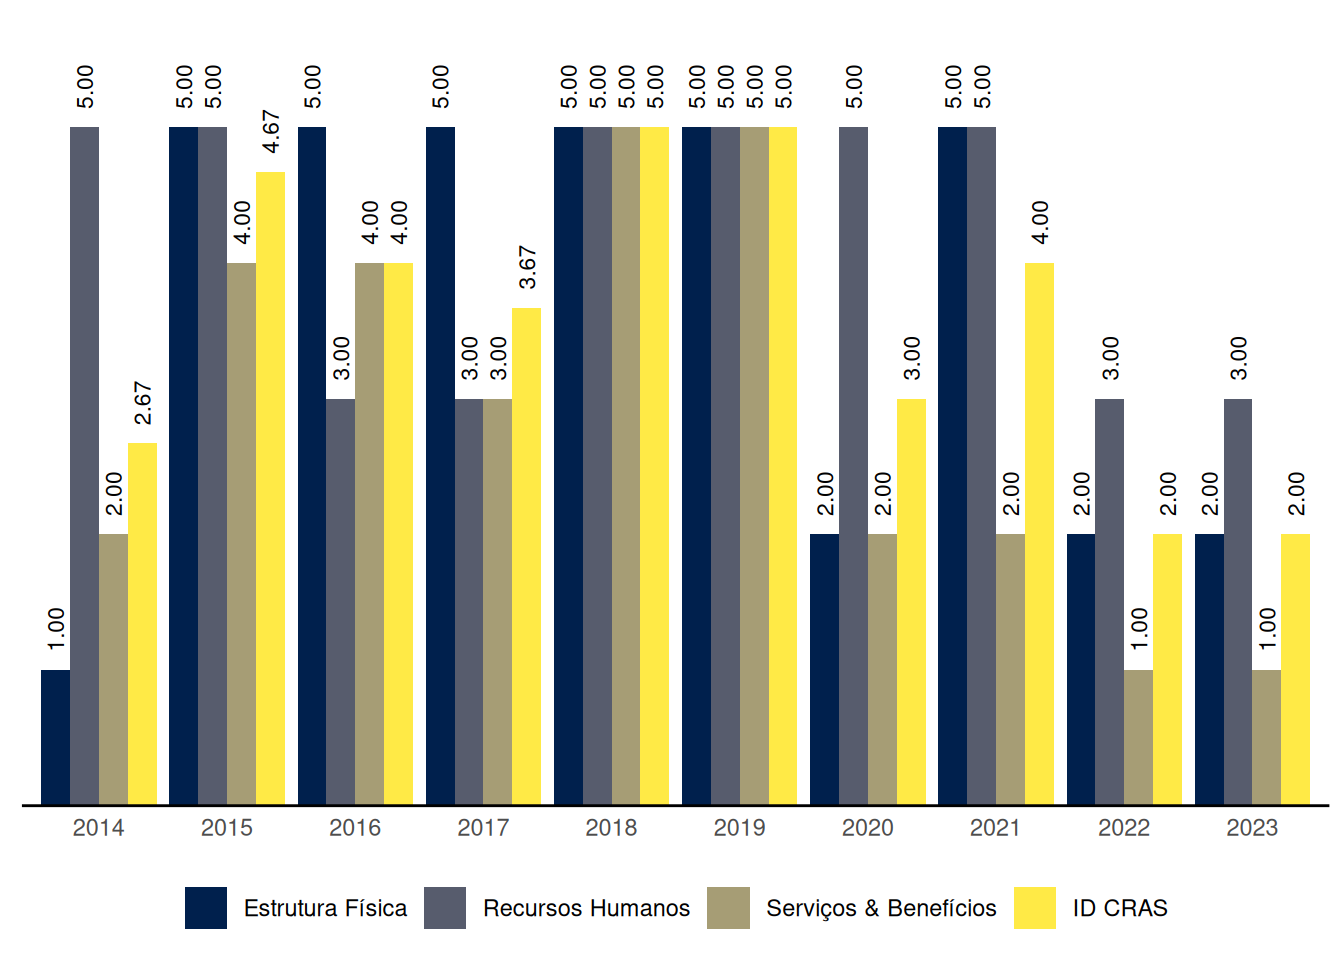 1.00 5.00 2.00 2.67
5.00 5.00 4.00 4.67
5.00 3.00 4.00 4.00
5.00 3.00 3.00 3.67
5.00 5.00 5.00 5.00
5.00 5.00 5.00 5.00
2.00 5.00 2.00 3.00
5.00 5.00 2.00 4.00
2.00 3.00 1.00 2.00
2.00 3.00 1.00 2.00
2014 2015 2016 2017 2018 2019 2020 2021 2022 2023
Estrutura Física Recursos Humanos Serviços & Benefícios ID CRAS